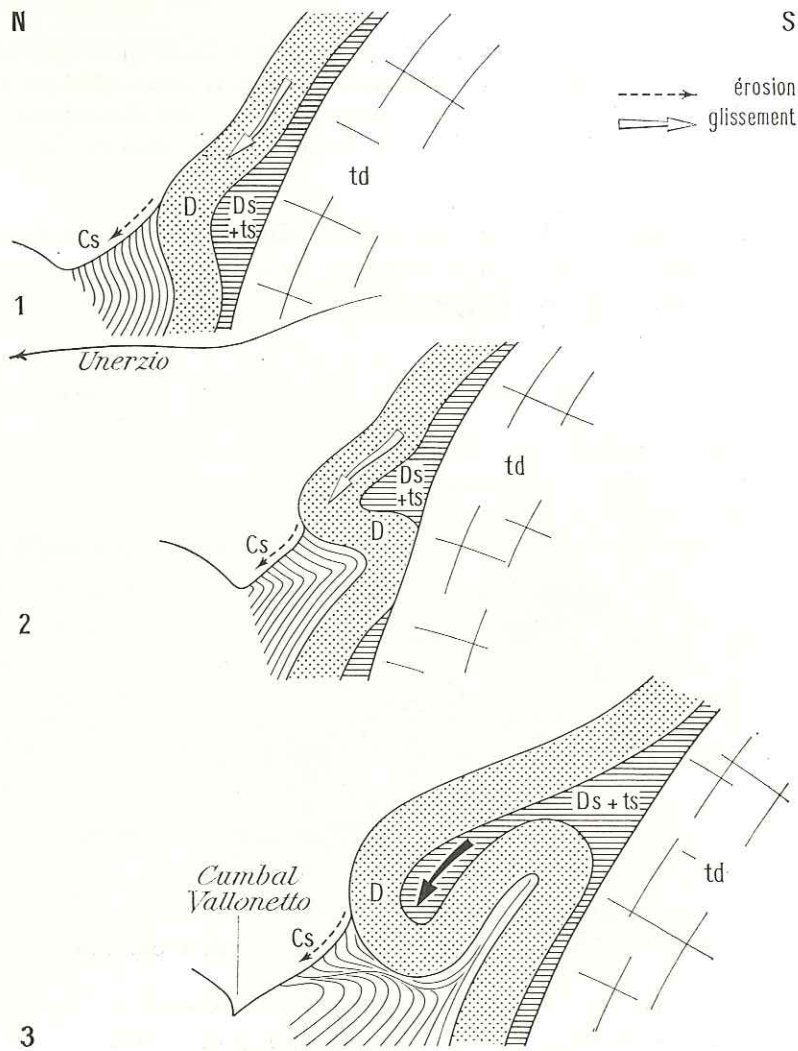 N
S
érosion
glissement
td
D
Ds
+ts
Cs
1
Unerzio
Ds
+ts
td
D
Cs
2
Ds + ts
td
D
Cumbal
Vallonetto
Cs
3